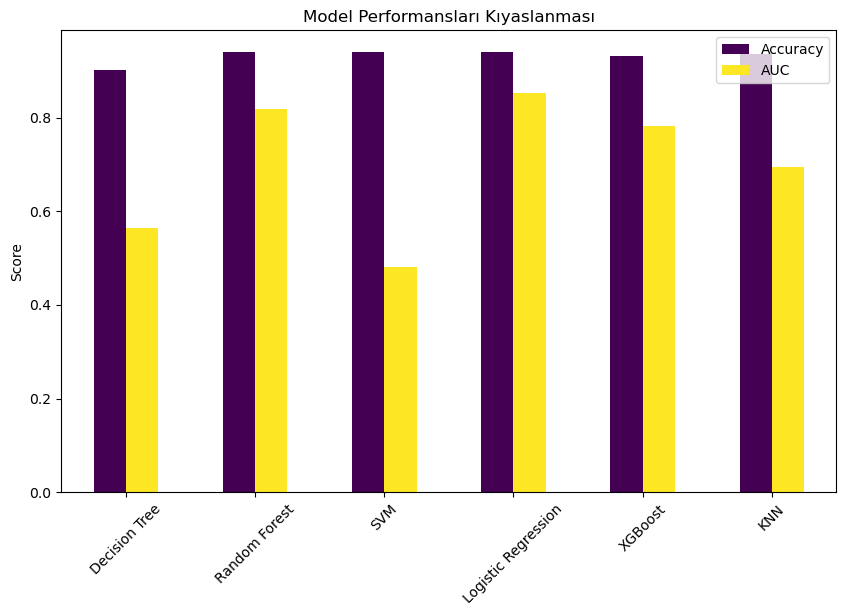 Model Performansları Kıyaslanması
Accuracy
AUC
Score
0.8
0.6
0.4
0.2
0.0
Decision Tree
Random Forest
SVM
Logistic Regression
XGBoost
KNN